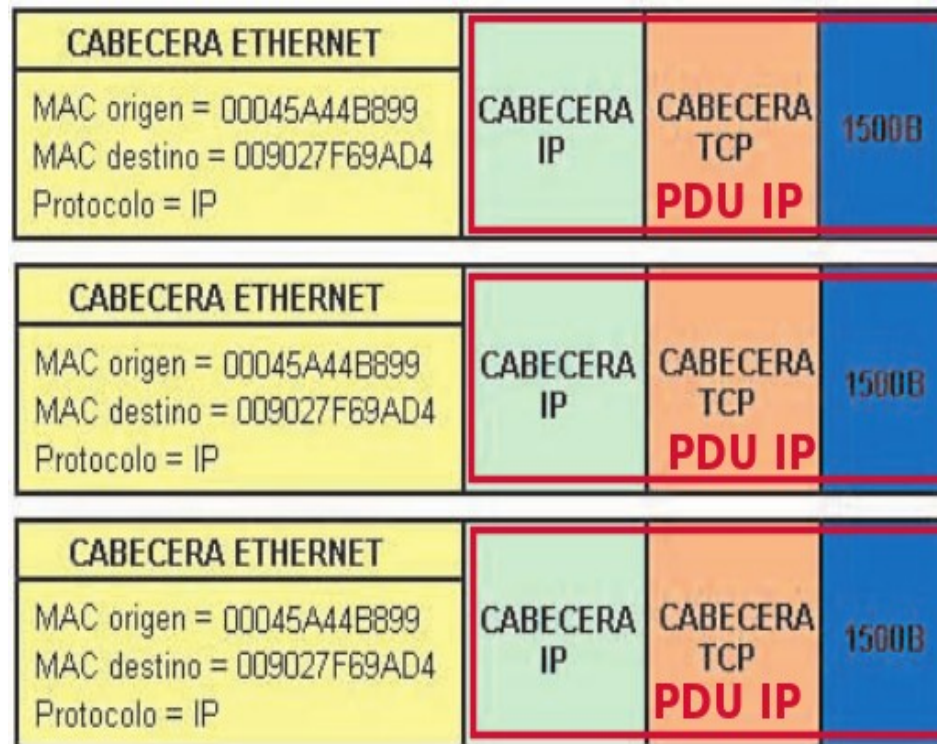 CABECERA ETHERNET
MAC origen = 00045A44B899
MAC destino = 009027F69AD4
Protocolo = IP
CABECERA
IP
CABECERA
TCP
PDU IP
1500B
CABECERA ETHERNET
MAC origen = 00045A44B899
MAC destino = 009027F69AD4
Protocolo = IP
CABECERA
IP
CABECERA
TCP
PDU IP
1500B
CABECERA ETHERNET
MAC origen = 00045A44B899
MAC destino = 009027F69AD4
Protocolo = IP
CABECERA
IP
CABECERA
TCP
PDU IP
1500B